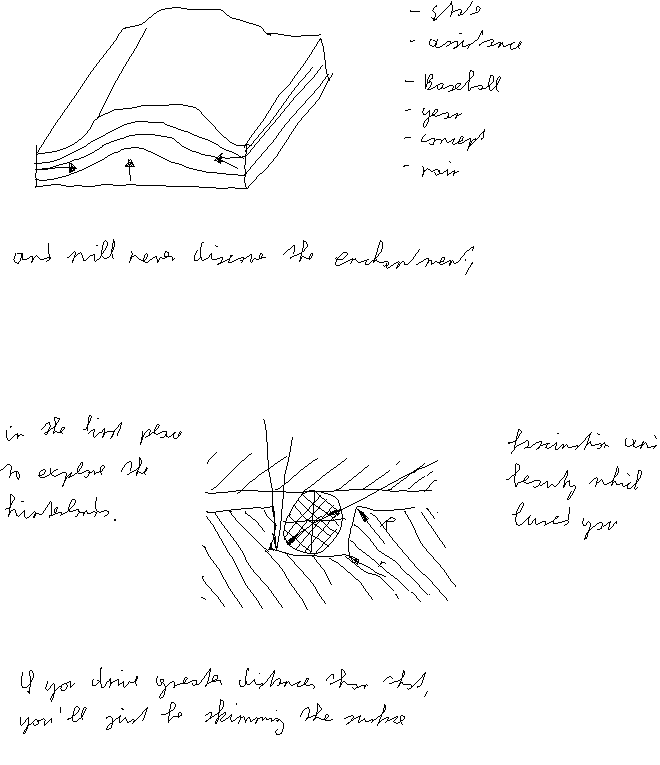 - state
- assistance
- Baseball
- year
- concept
- rain
and will never discove the enchantment,
in the first place
to explore the
hinterlands.
fascination and
beauty which
lured you
ρ
r
If you drive greater distances than that,
you'll just be skimming the surface